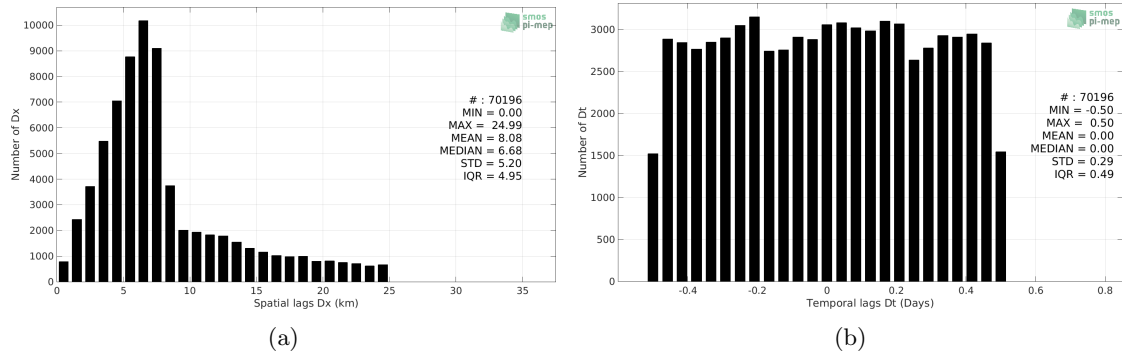 10000
9000
8000
7000
6000
5000
4000
3000
2000
1000
0
Number of Dx
0 5 10 15 20 25 30 35
Spatial lags Dx (km)
smos
pi-mep
# : 70196
MIN = 0.00
MAX = 24.99
MEAN = 8.08
MEDIAN = 6.68
STD = 5.20
IQR = 4.95
(a)
3000
2500
2000
1500
1000
500
0
Number of Dt
-0.4 -0.2 0 0.2 0.4 0.6 0.8
Temporal lags Dt (Days)
smos
pi-mep
# : 70196
MIN = -0.50
MAX = 0.50
MEAN = 0.00
MEDIAN = 0.00
STD = 0.29
IQR = 0.49
(b)